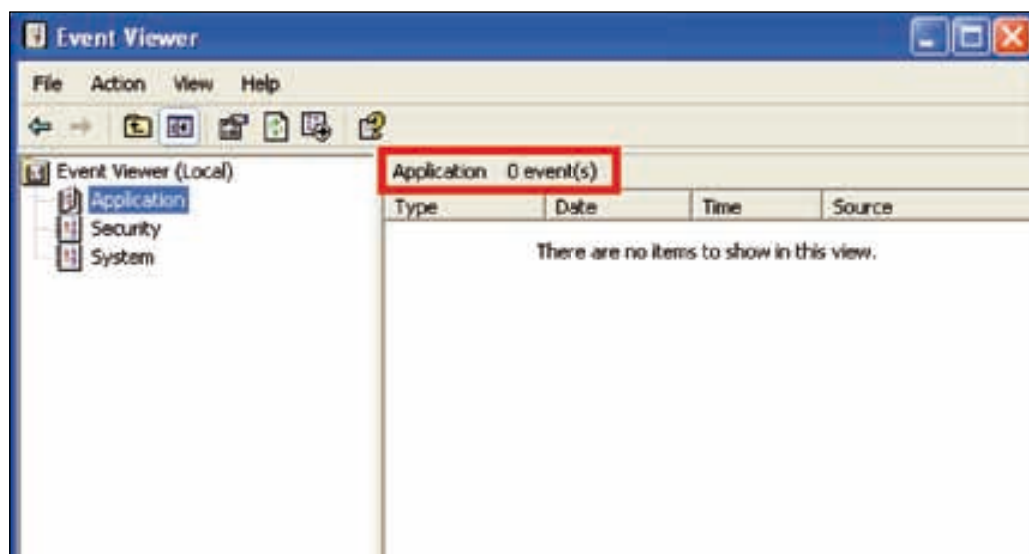 Event Viewer
File Action View Help
Event Viewer (Local)
Application
Security
System
Application 0 event(s)
Type Date Time Source
There are no items to show in this view.